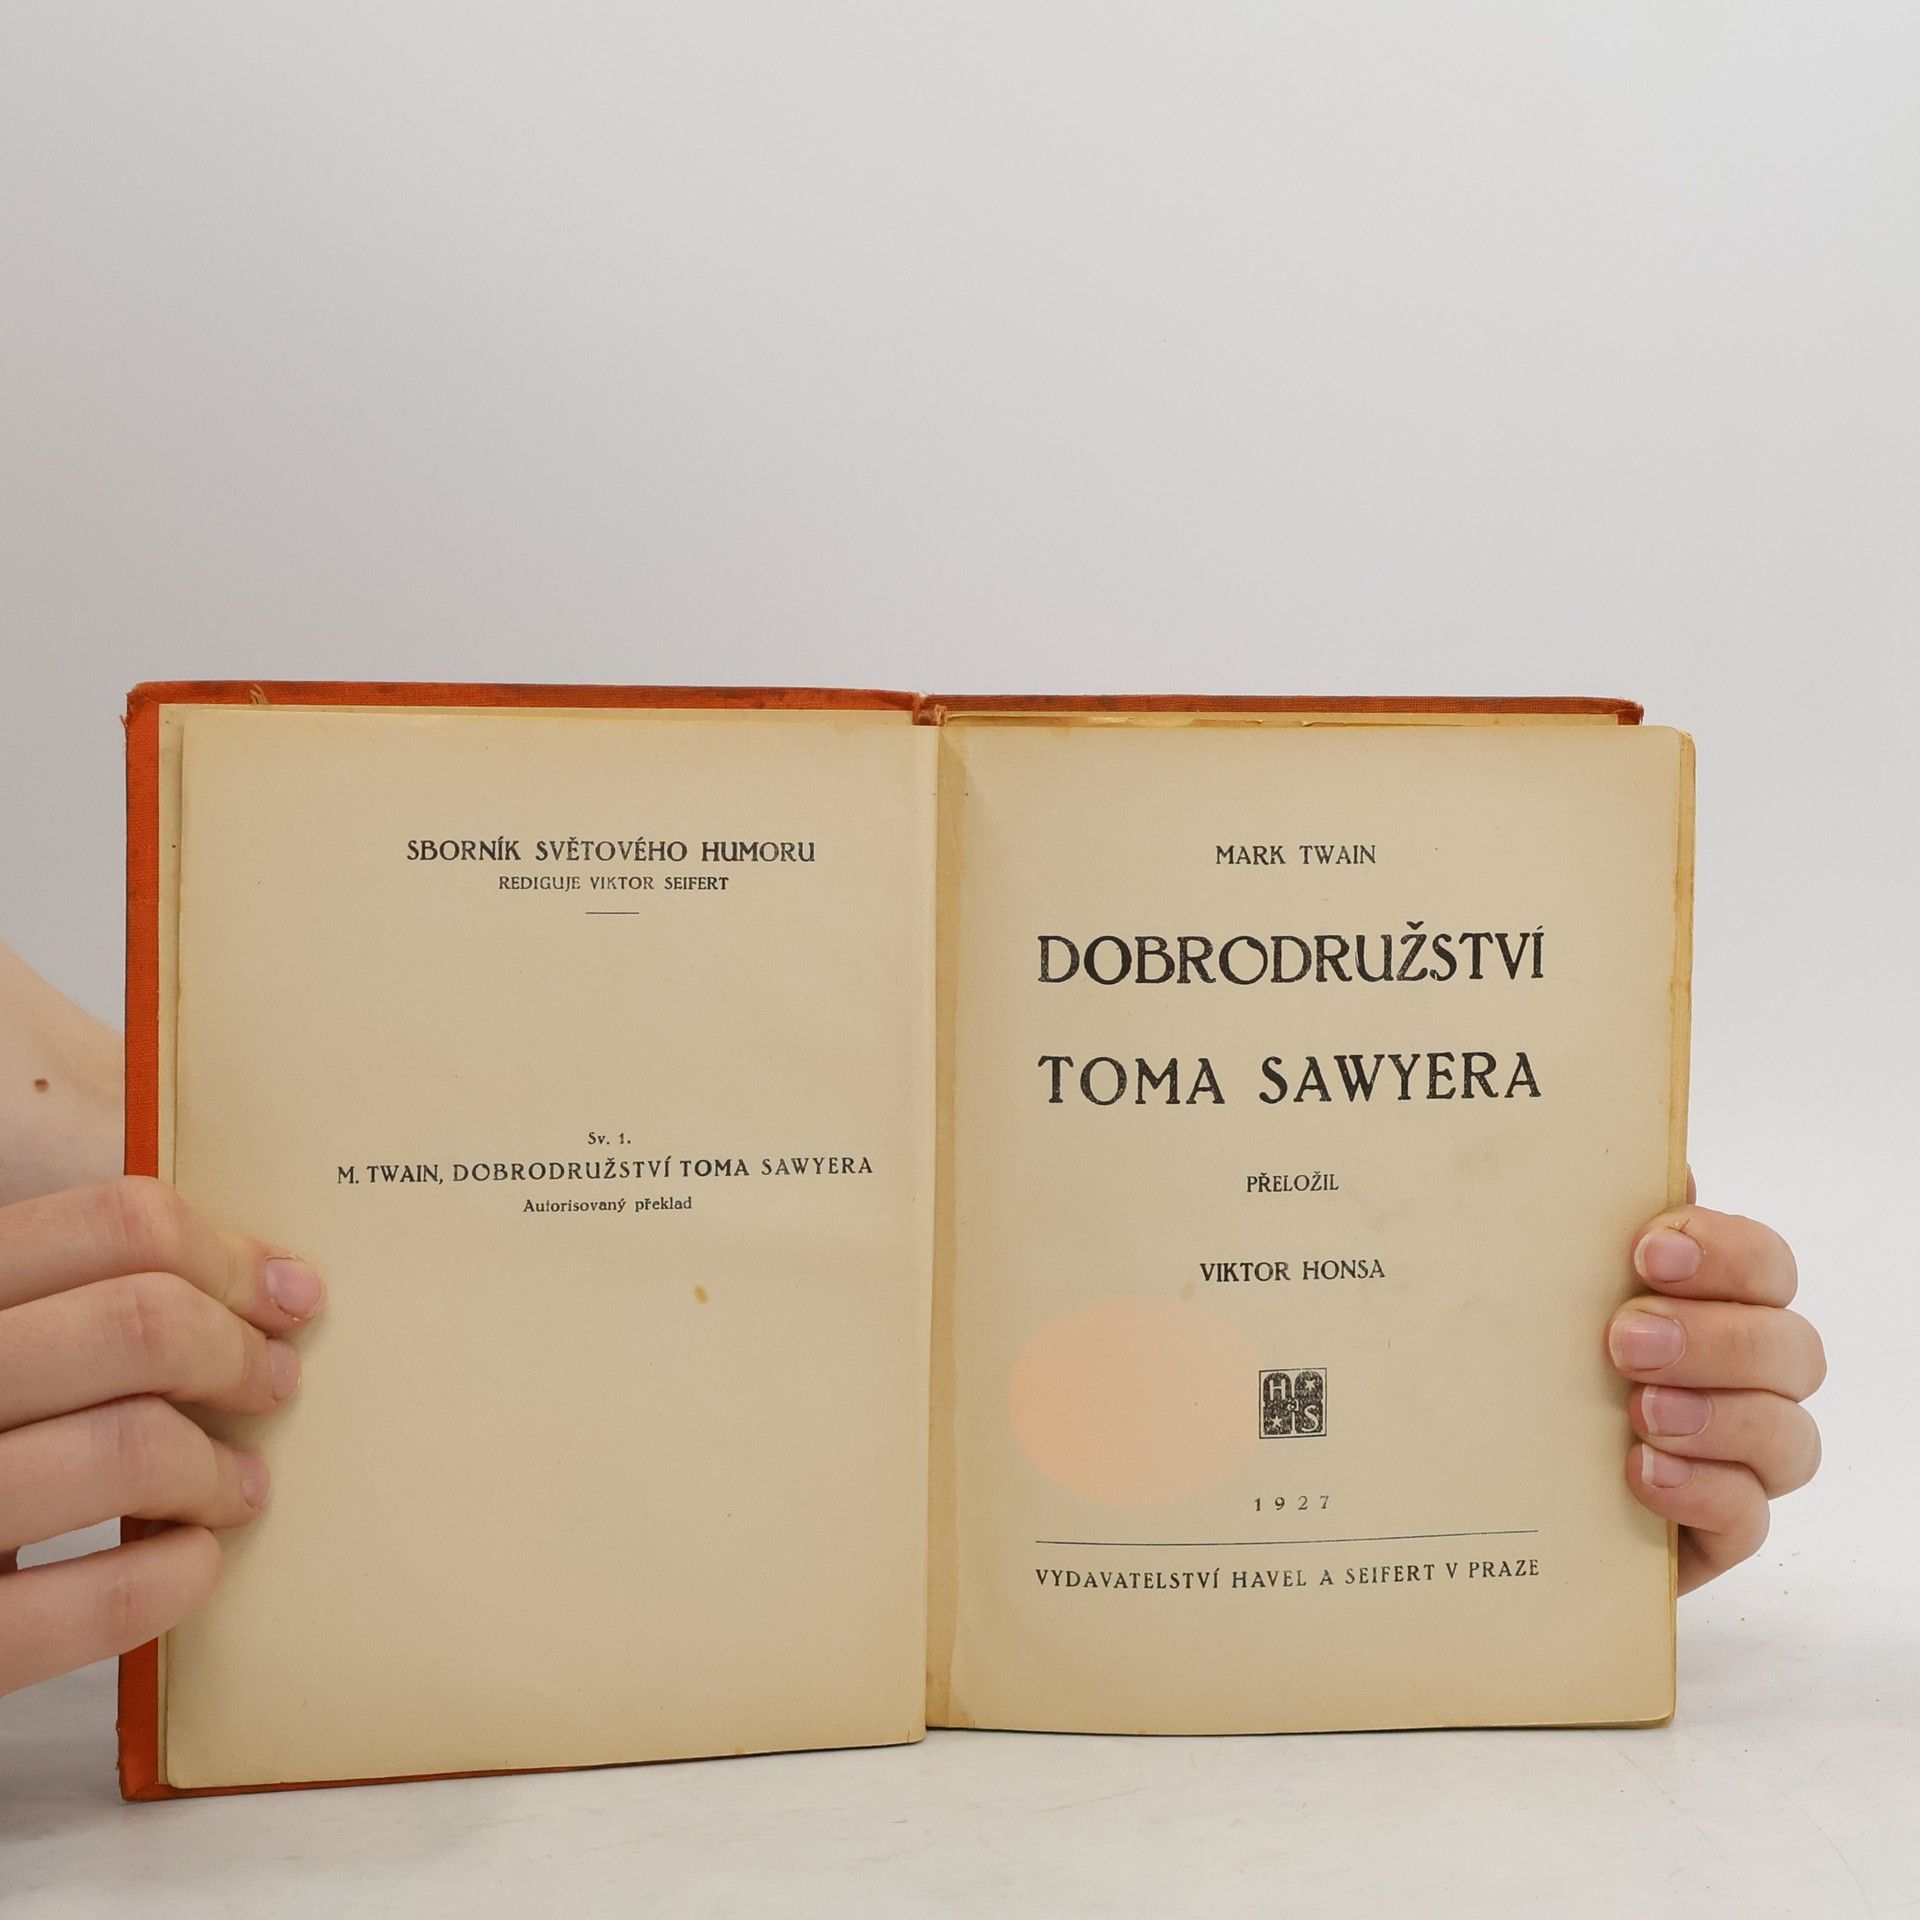 SBORNÍK SVĚTOVÉHO HUMORU
REDIGUJE VIKTOR SEIFERT
Sv. 1.
M. TWAIN, DOBRODRUŽSTVÍ TOMA SAWYERA
Autorisovaný překlad
MARK TWAIN
DOBRODRUŽSTVÍ
TOMA SAWYERA
PŘELOŽIL
VIKTOR HONSA
H a S
1927
VYDAVATELSTVÍ HAVEL A SEIFERT V PRAZE